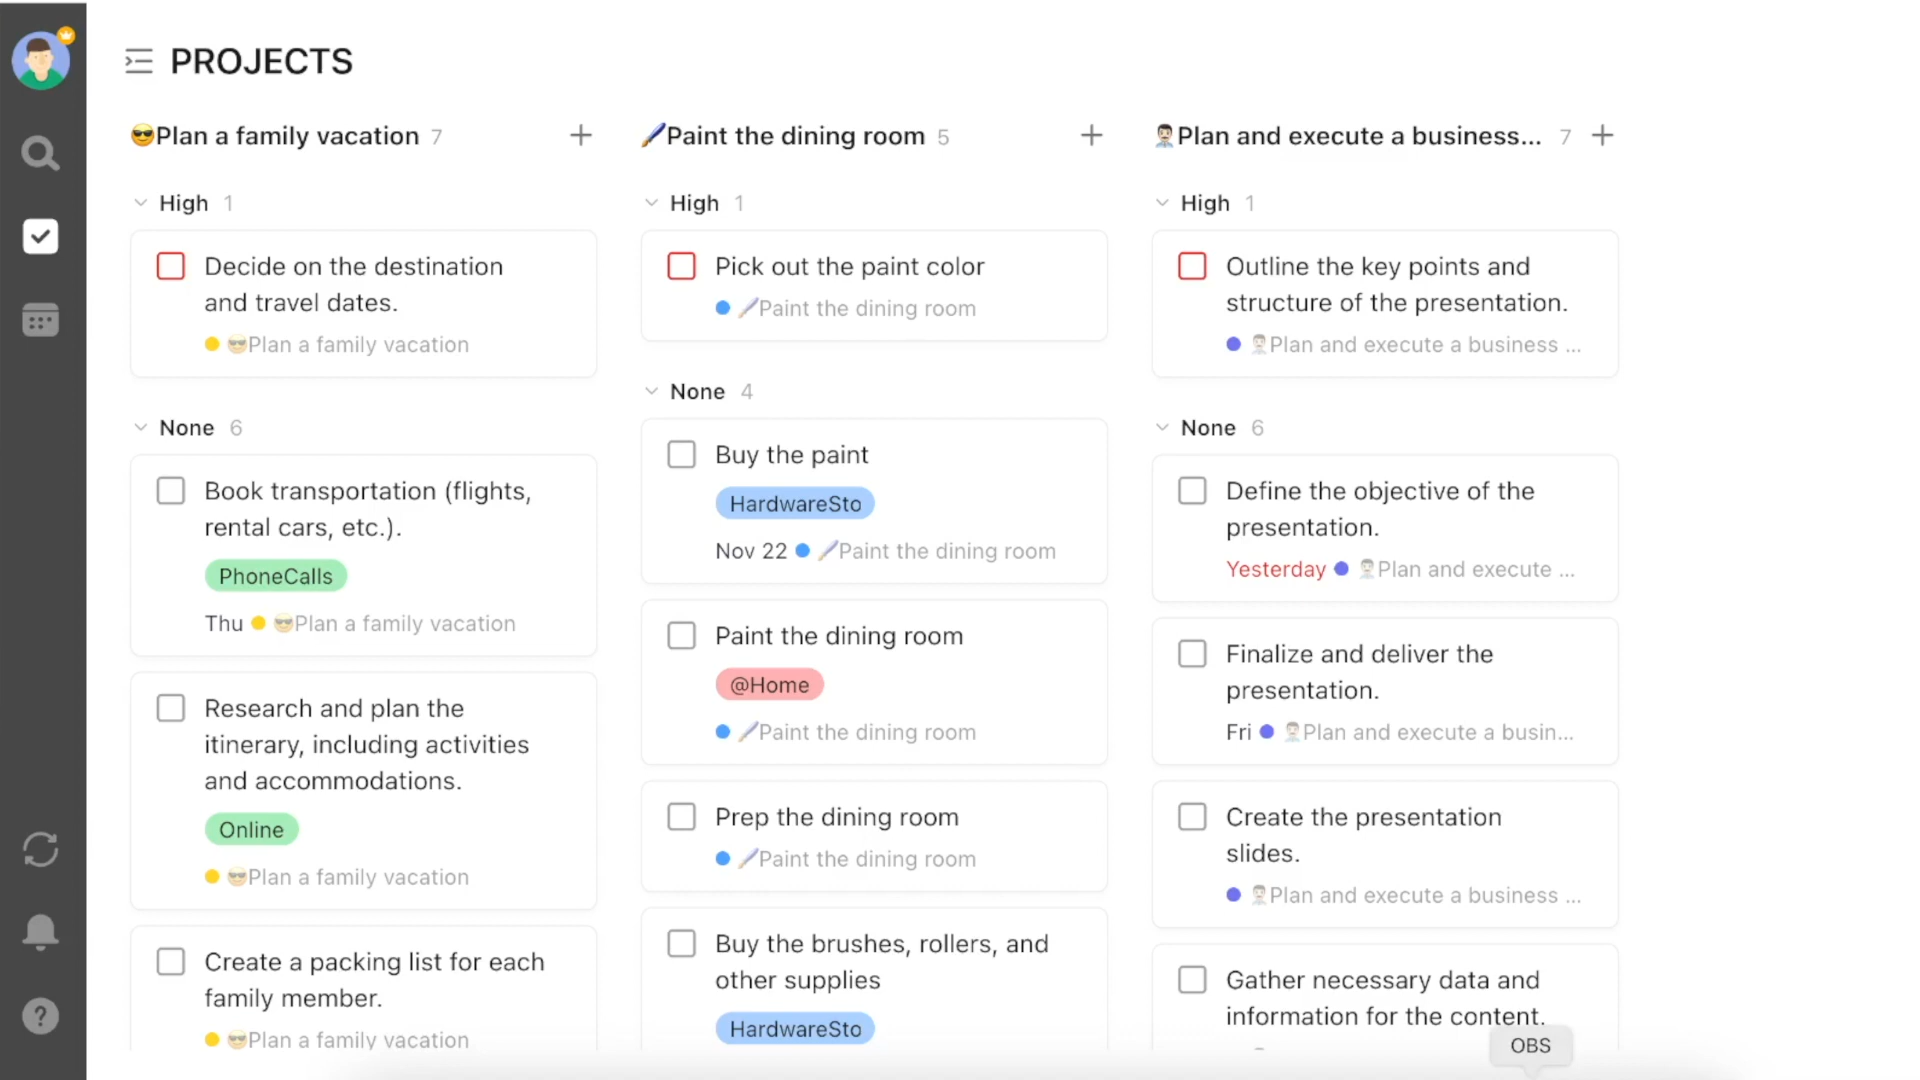 PROJECTS
😎Plan a family vacation 7
High 1
Decide on the destination
and travel dates.
😎Plan a family vacation
None 6
Book transportation (flights,
rental cars, etc.).
PhoneCalls
Thu 😎Plan a family vacation
Research and plan the
itinerary, including activities
and accommodations.
Online
😎Plan a family vacation
Create a packing list for each
family member.
😎Plan a family vacation
🖌️Paint the dining room 5
High 1
Pick out the paint color
🖌️Paint the dining room
None 4
Buy the paint
HardwareSto
Nov 22 🖌️Paint the dining room
Paint the dining room
@Home
🖌️Paint the dining room
Prep the dining room
🖌️Paint the dining room
Buy the brushes, rollers, and
other supplies
HardwareSto
👨🏻‍💼Plan and execute a business... 7
High 1
Outline the key points and
structure of the presentation.
👨🏻‍💼Plan and execute a business ...
None 6
Define the objective of the
presentation.
Yesterday 👨🏻‍💼Plan and execute ...
Finalize and deliver the
presentation.
Fri 👨🏻‍💼Plan and execute a busin...
Create the presentation
slides.
👨🏻‍💼Plan and execute a business ...
Gather necessary data and
information for the content.
OBS